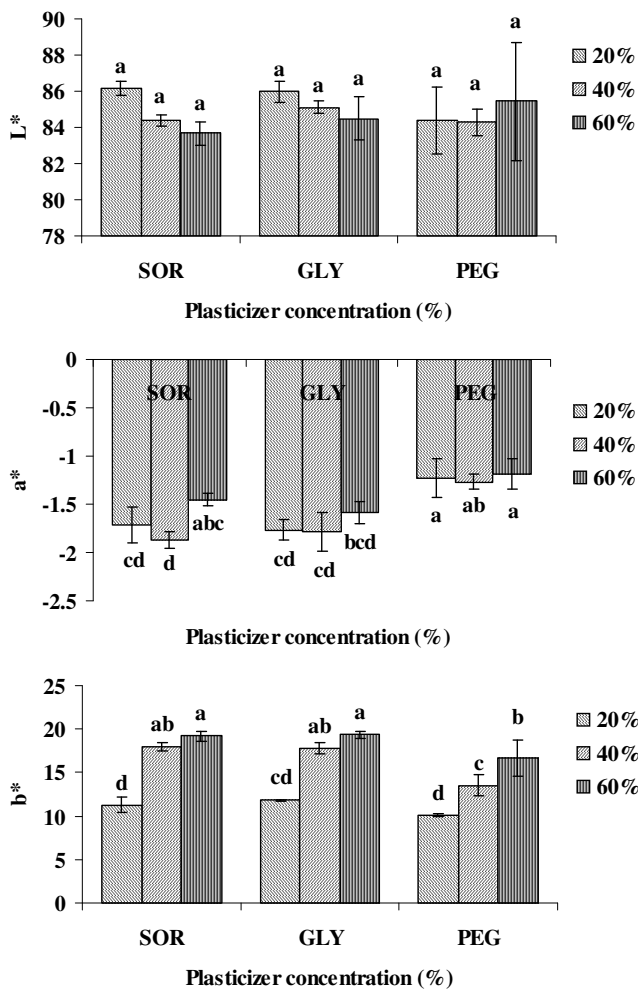 90
88
86
84
82
80
78
L*
a a a a a a a a a
SOR GLY PEG
Plasticizer concentration (%)
20%
40%
60%
0
-0.5
-1
-1.5
-2
-2.5
a*
SOR GLY PEG
cd d abc cd cd bcd a ab a
Plasticizer concentration (%)
20%
40%
60%
25
20
15
10
5
0
b*
d ab a cd ab a d c b
SOR GLY PEG
Plasticizer concentration (%)
20%
40%
60%